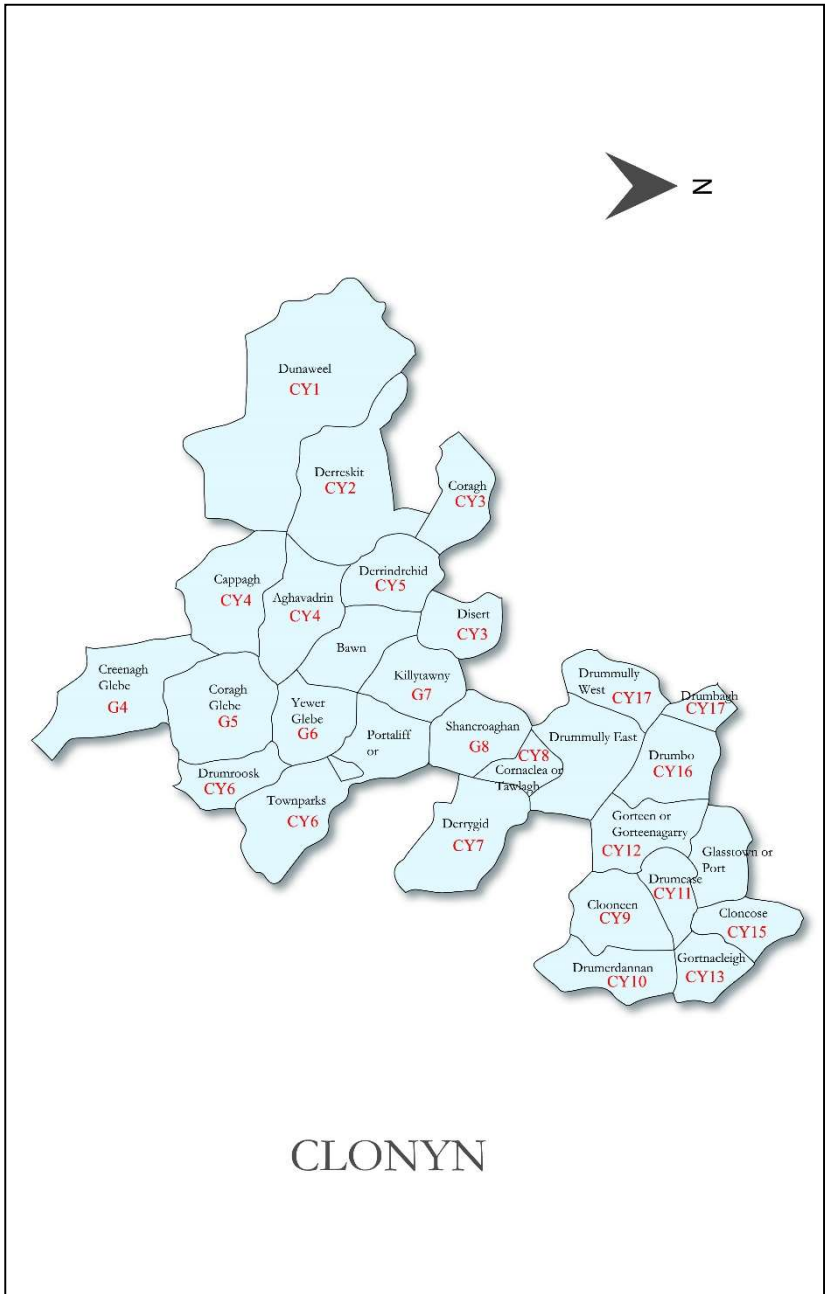 N
Dunaweel
CY1
Derreskit
CY2
Coragh
CY3
Derrindrehid
CY5
Cappagh
CY4
Aghavadrin
CY4
Disert
CY3
Bawn
Creenagh
Glebe
G4
Killytawny
G7
Coragh
Glebe
G5
Yewer
Glebe
G6
Drummully
West
CY17
Drumbagh
CY17
Portaliff
or
Shancroaghan
G8
CY8
Cornaclea or
Tawlagh
Drummully East
Drumbo
CY16
Drumroosk
CY6
Townparks
CY6
Derrygid
CY7
Gorteen or
Gorteenagarry
CY12
Glasstown or
Port
Drumcase
CY11
Clooneen
CY9
Cloncose
CY15
Drumerdannan
CY10
Gortnacleigh
CY13
CLONYN